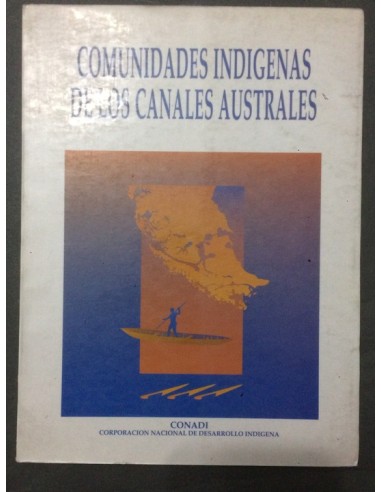 COMUNIDADES INDIGENAS
DE LOS CANALES AUSTRALES
CONADI
CORPORACION NACIONAL DE DESARROLLO INDIGENA